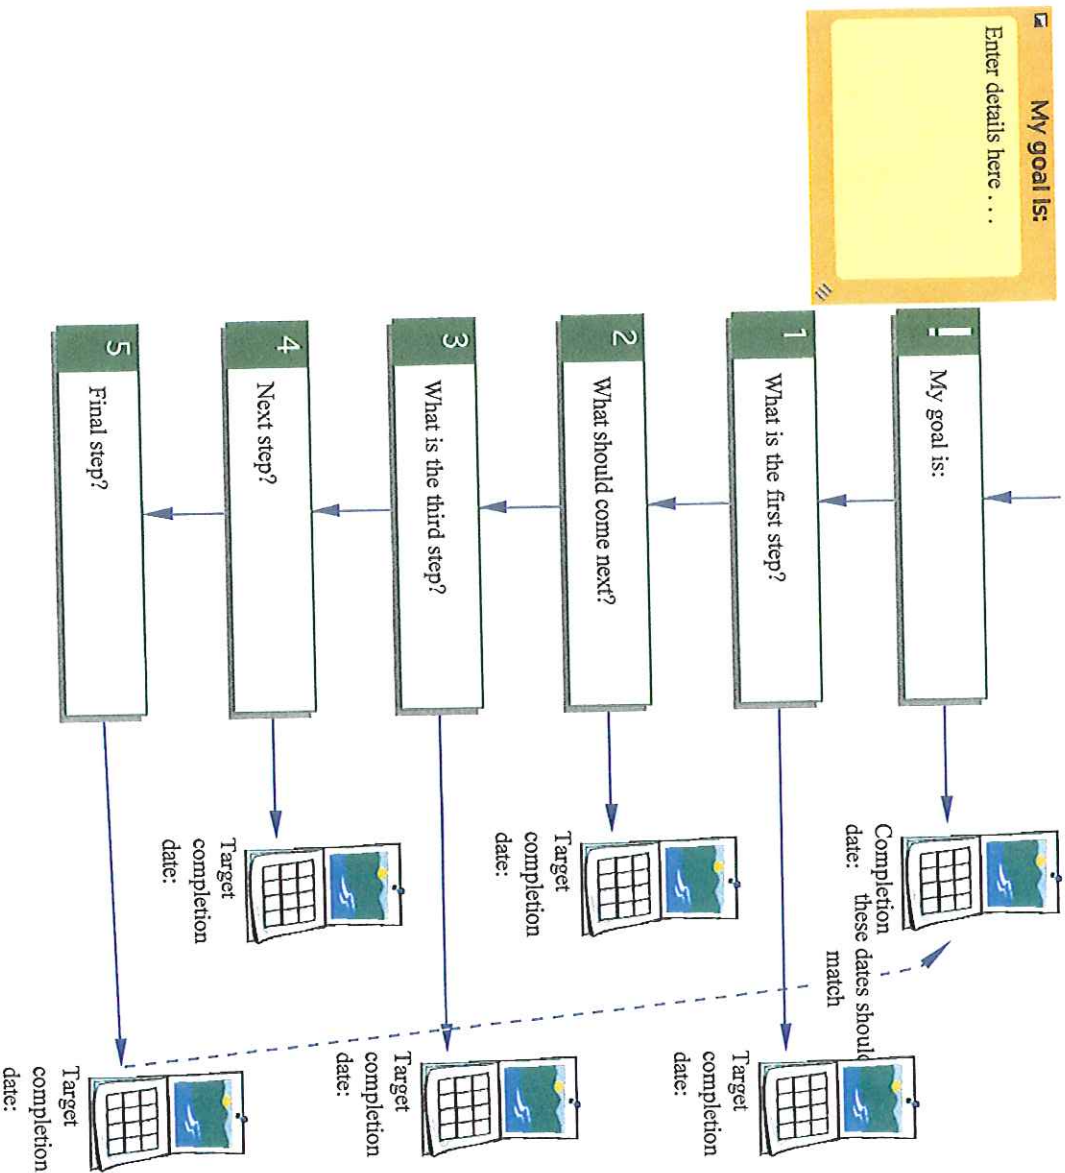 My goal is:
Enter details here . . .
!
My goal is:
Completion
date:
these dates should
match
1
What is the first step?
Target
completion
date:
2
What should come next?
Target
completion
date:
3
What is the third step?
Target
completion
date:
4
Next step?
Target
completion
date:
5
Final step?
Target
completion
date: